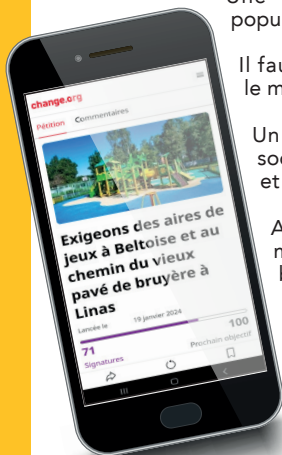 Une
popu
Il fau
le m
Un
soc
et
A
n
b
change.org
Pétition Commentaires
Exigeons des aires de
jeux à Beltoise et au
chemin du vieux
pavé de bruyère à
Linas
Lancée le 19 janvier 2024
71 100
Signatures Prochain objectif